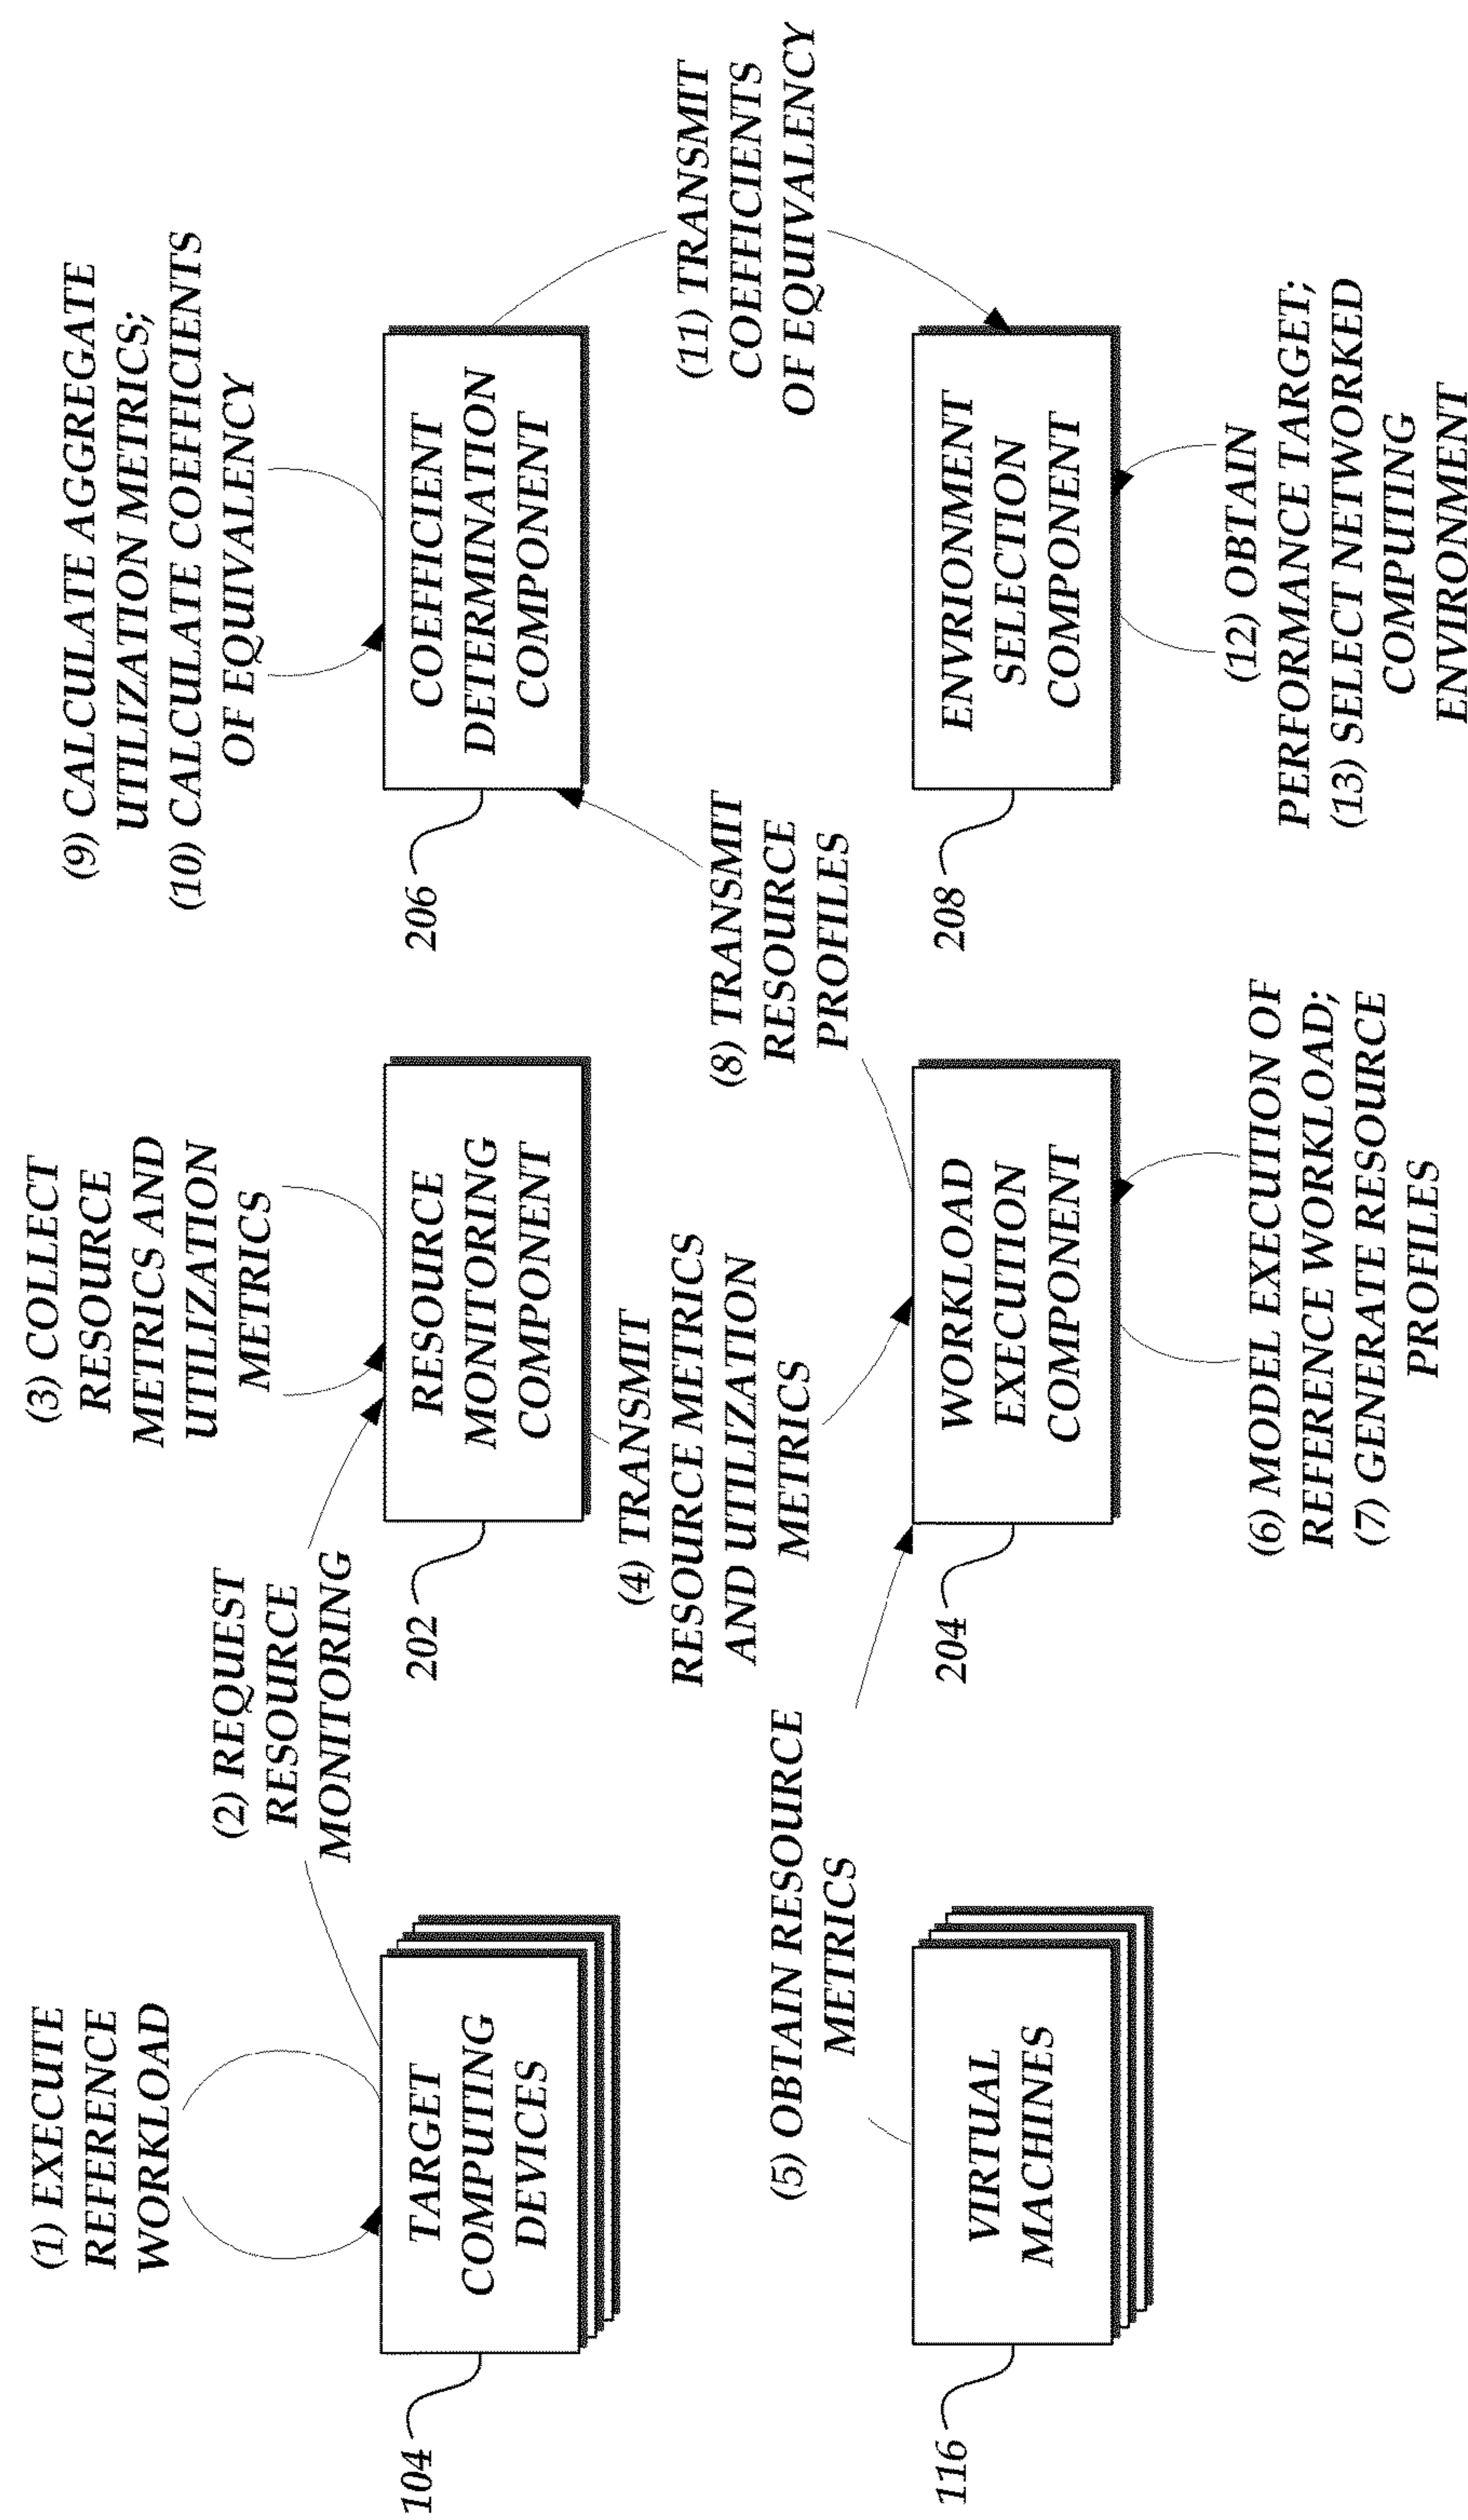 (1) EXECUTE
REFERENCE
WORKLOAD
(2) REQUEST
RESOURCE
MONITORING
(3) COLLECT
RESOURCE
METRICS AND
UTILIZATION
METRICS
(9) CALCULATE AGGREGATE
UTILIZATION METRICS;
(10) CALCULATE COEFFICIENTS
OF EQUIVALENCY
104
TARGET
COMPUTING
DEVICES
202
RESOURCE
MONITORING
COMPONENT
206
COEFFICIENT
DETERMINATION
COMPONENT
(4) TRANSMIT
RESOURCE METRICS
AND UTILIZATION
METRICS
(5) OBTAIN RESOURCE
METRICS
(8) TRANSMIT
RESOURCE
PROFILES
(11) TRANSMIT
COEFFICIENTS
OF EQUIVALENCY
116
VIRTUAL
MACHINES
204
WORKLOAD
EXECUTION
COMPONENT
208
ENVRIONMENT
SELECTION
COMPONENT
(6) MODEL EXECUTION OF
REFERENCE WORKLOAD;
(7) GENERATE RESOURCE
PROFILES
(12) OBTAIN
PERFORMANCE TARGET;
(13) SELECT NETWORKED
COMPUTING
ENVIRONMENT